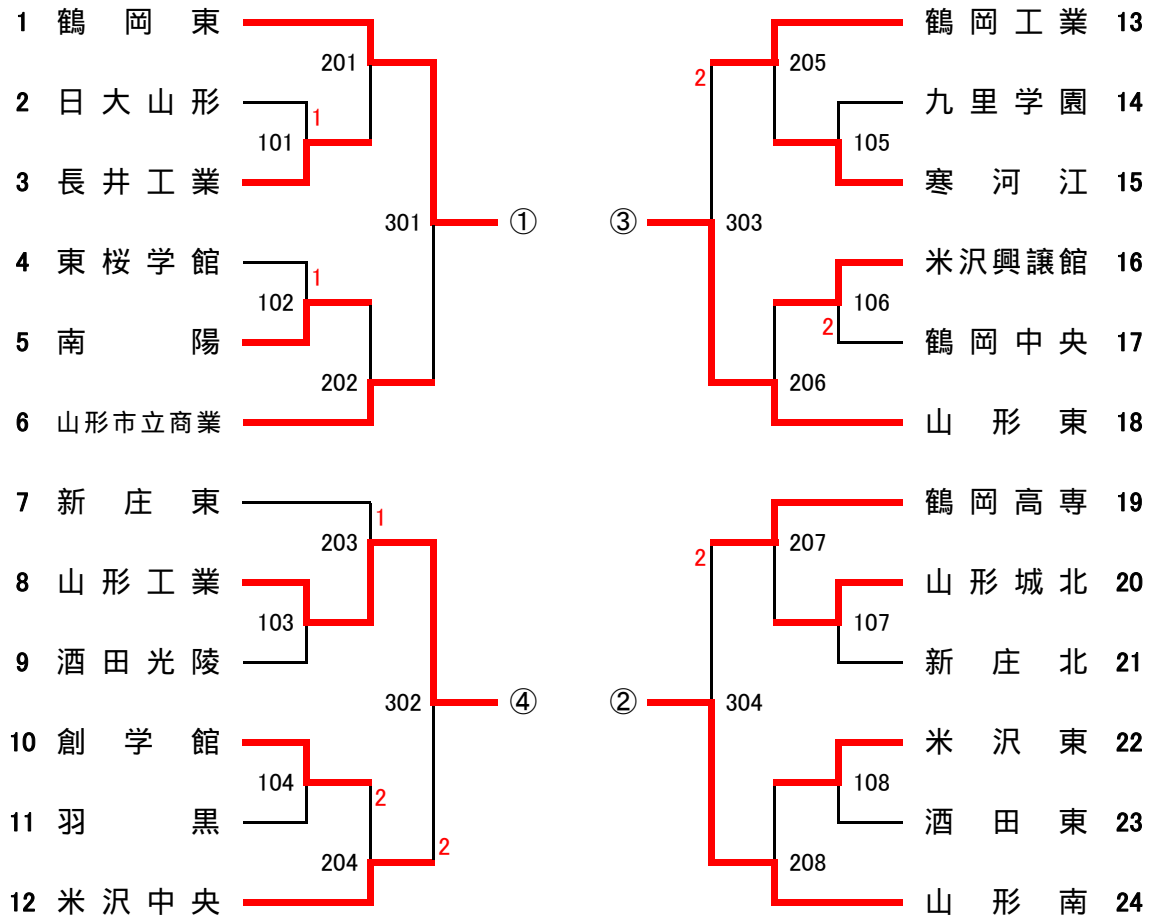 1 鶴岡東
201
2 日大山形
1
101
3 長井工業
301
①
4 東桜学館
1
102
5 南陽
202
6 山形市立商業
7 新庄東
1
203
8 山形工業
103
9 酒田光陵
302
④
10 創学館
104
2
11 羽黒
2
204
12 米沢中央
鶴岡工業 13
2
205
九里学園 14
105
寒河江 15
③
303
米沢興譲館 16
106
2
鶴岡中央 17
206
山形東 18
鶴岡高専 19
2
207
山形城北 20
107
新庄北 21
②
304
米沢東 22
108
酒田東 23
208
山形南 24